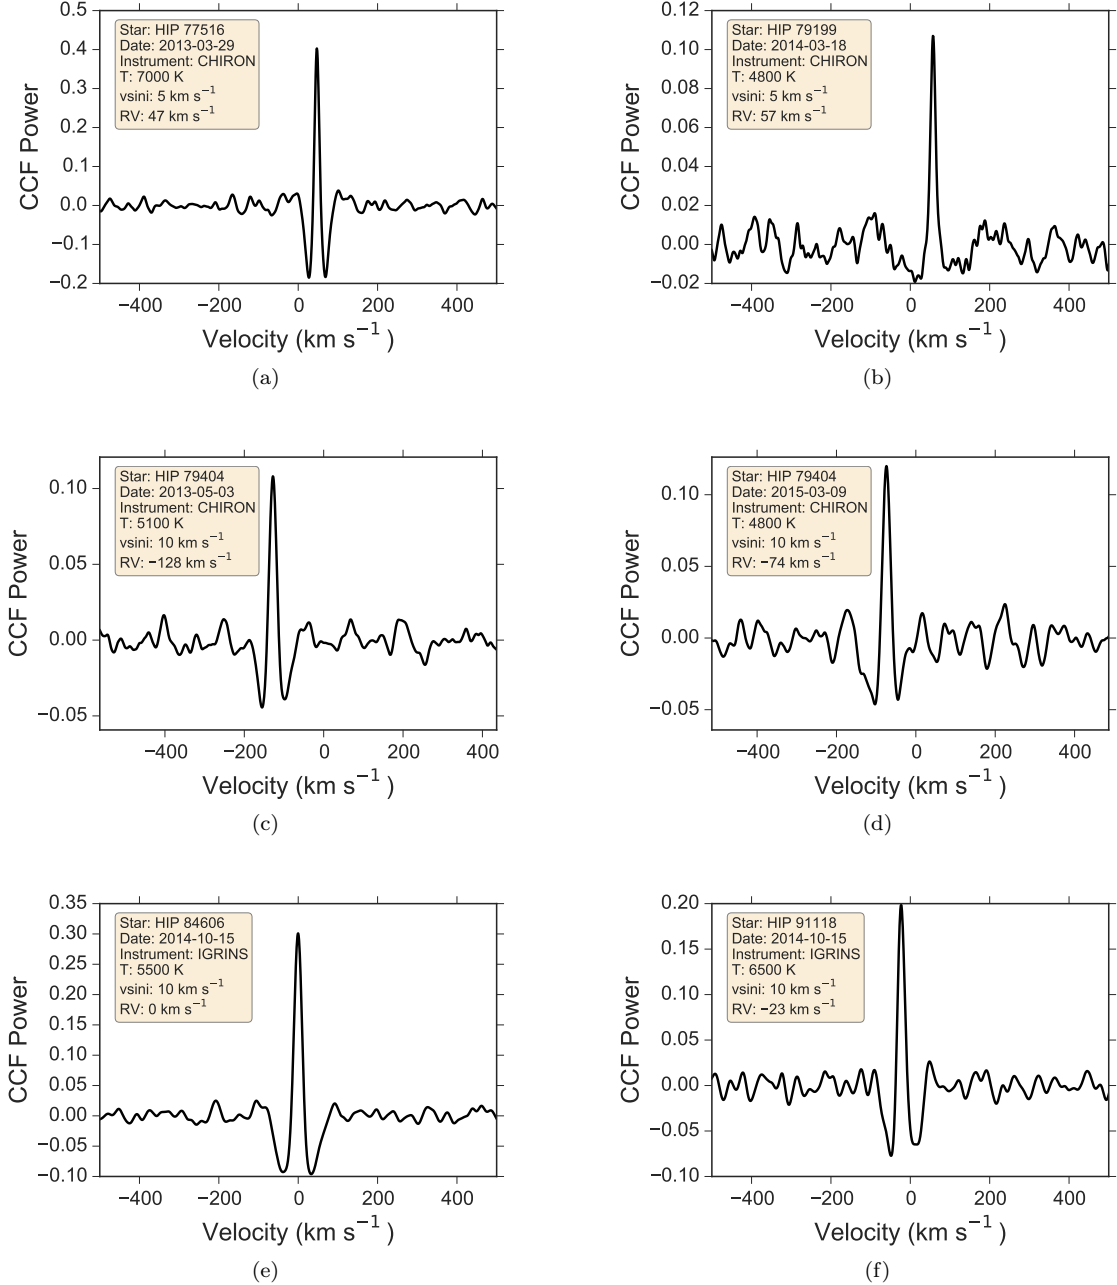 0.5
0.4
0.3
0.2
0.1
0.0
−0.1
−0.2
CCF Power
Star: HIP 77516
Date: 2013-03-29
Instrument: CHIRON
T: 7000 K
vsini: 5 km s−1
RV: 47 km s−1
−400 −200 0 200 400
Velocity (km s−1 )
(a)
0.12
0.10
0.08
0.06
0.04
0.02
0.00
−0.02
CCF Power
Star: HIP 79199
Date: 2014-03-18
Instrument: CHIRON
T: 4800 K
vsini: 5 km s−1
RV: 57 km s−1
−400 −200 0 200 400
Velocity (km s−1 )
(b)
0.10
0.05
0.00
−0.05
CCF Power
Star: HIP 79404
Date: 2013-05-03
Instrument: CHIRON
T: 5100 K
vsini: 10 km s−1
RV: −128 km s−1
−400 −200 0 200 400
Velocity (km s−1 )
(c)
0.10
0.05
0.00
−0.05
CCF Power
Star: HIP 79404
Date: 2015-03-09
Instrument: CHIRON
T: 4800 K
vsini: 10 km s−1
RV: −74 km s−1
−400 −200 0 200 400
Velocity (km s−1 )
(d)
0.35
0.30
0.25
0.20
0.15
0.10
0.05
0.00
−0.05
−0.10
CCF Power
Star: HIP 84606
Date: 2014-10-15
Instrument: IGRINS
T: 5500 K
vsini: 10 km s−1
RV: 0 km s−1
−400 −200 0 200 400
Velocity (km s−1 )
(e)
0.20
0.15
0.10
0.05
0.00
−0.05
−0.10
CCF Power
Star: HIP 91118
Date: 2014-10-15
Instrument: IGRINS
T: 6500 K
vsini: 10 km s−1
RV: −23 km s−1
−400 −200 0 200 400
Velocity (km s−1 )
(f)